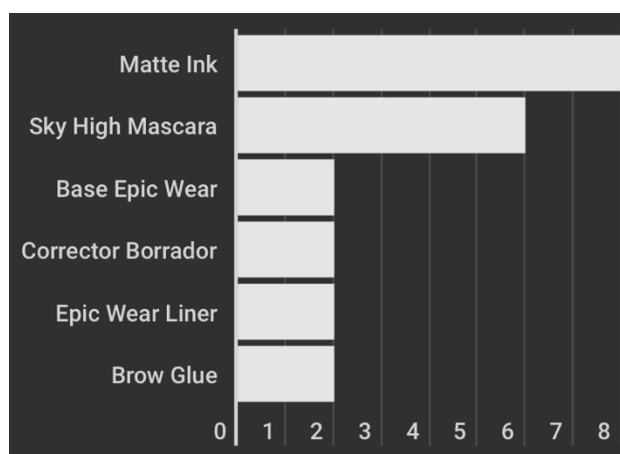 Matte Ink
Sky High Mascara
Base Epic Wear
Corrector Borrador
Epic Wear Liner
Brow Glue
0 1 2 3 4 5 6 7 8